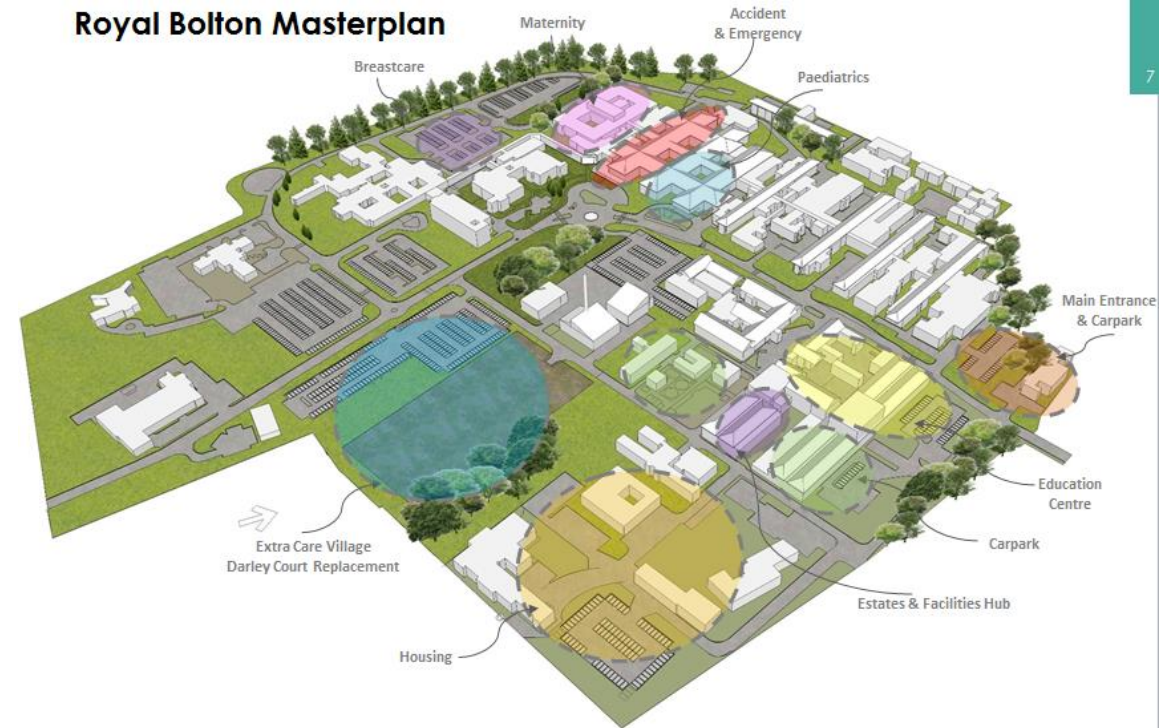 Royal Bolton Masterplan
7
Accident
& Emergency
Maternity
Breastcare
Paediatrics
Main Entrance
& Carpark
Education
Centre
Carpark
Extra Care Village
Darley Court Replacement
Estates & Facilities Hub
Housing